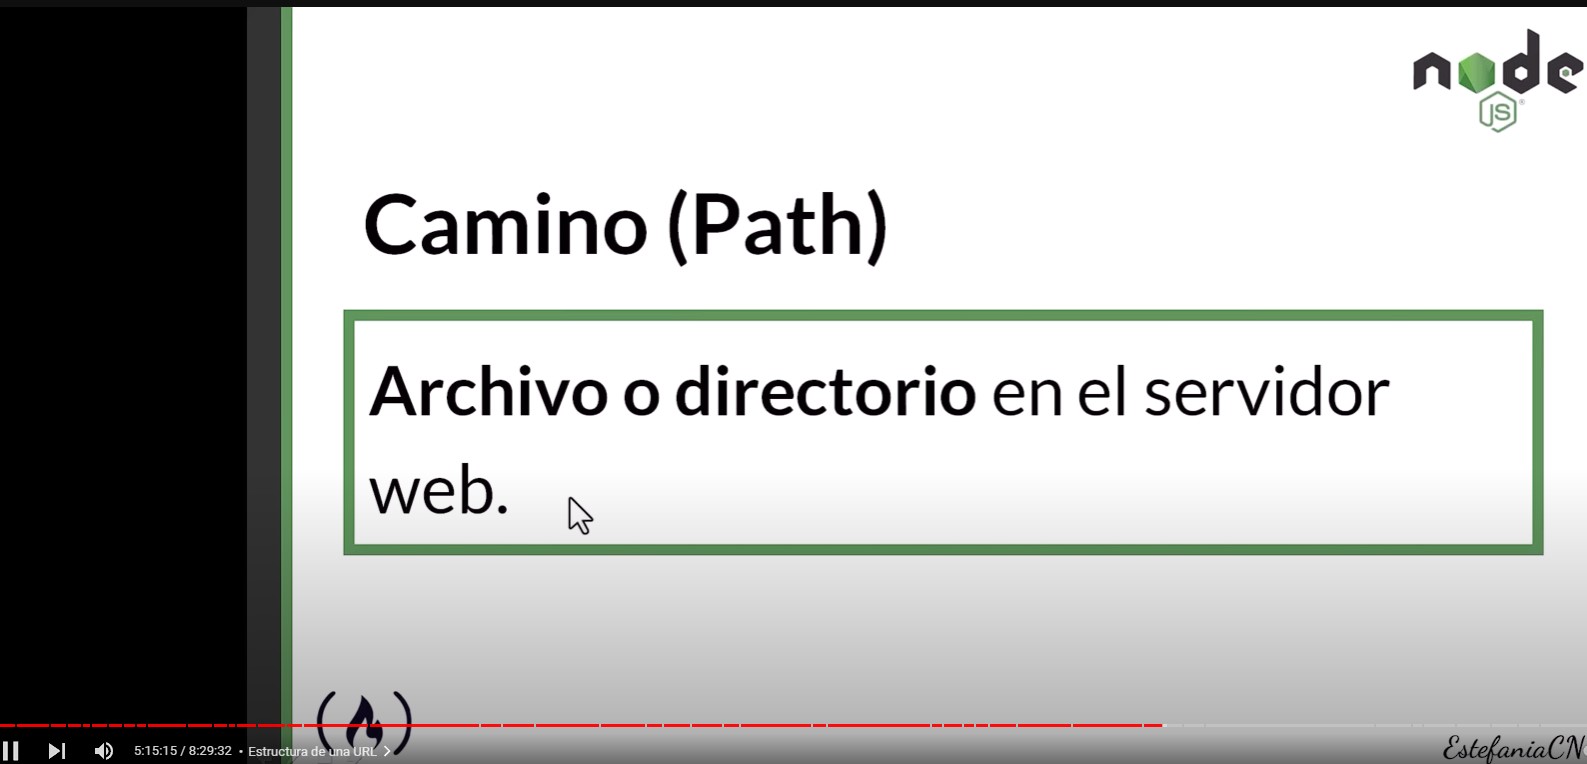 node
JS
Camino (Path)
Archivo o directorio en el servidor
web.
5:15:15 / 8:29:32 • Estructura de una URL
EstefaniaCN